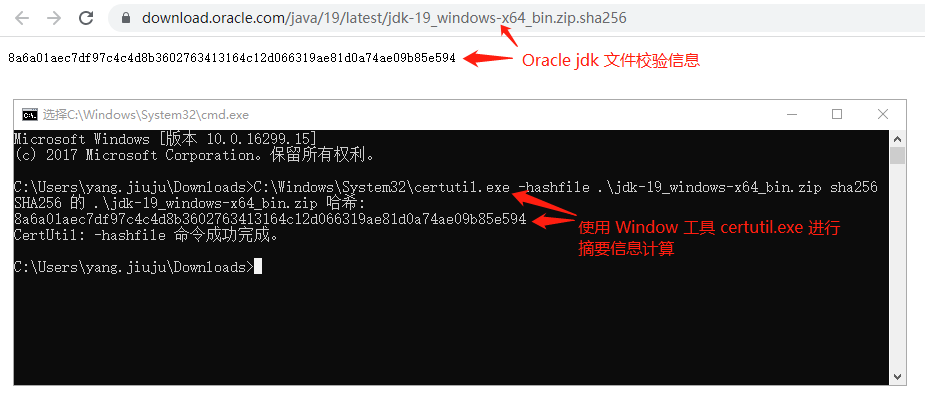 download.oracle.com/java/19/latest/jdk-19_windows-x64_bin.zip.sha256
8a6a01aec7df97c4c4d8b3602763413164c12d066319ae81d0a74ae09b85e594
Oracle jdk 文件校验信息
选择C:\Windows\System32\cmd.exe
Microsoft Windows [版本 10.0.16299.15]
(c) 2017 Microsoft Corporation。保留所有权利。
C:\Users\yang.jiuju\Downloads>C:\Windows\System32\certutil.exe -hashfile .\jdk-19_windows-x64_bin.zip sha256
SHA256 的 .\jdk-19_windows-x64_bin.zip 哈希:
8a6a01aec7df97c4c4d8b3602763413164c12d066319ae81d0a74ae09b85e594
CertUtil: -hashfile 命令成功完成。
使用 Window 工具 certutil.exe 进行
摘要信息计算
C:\Users\yang.jiuju\Downloads>